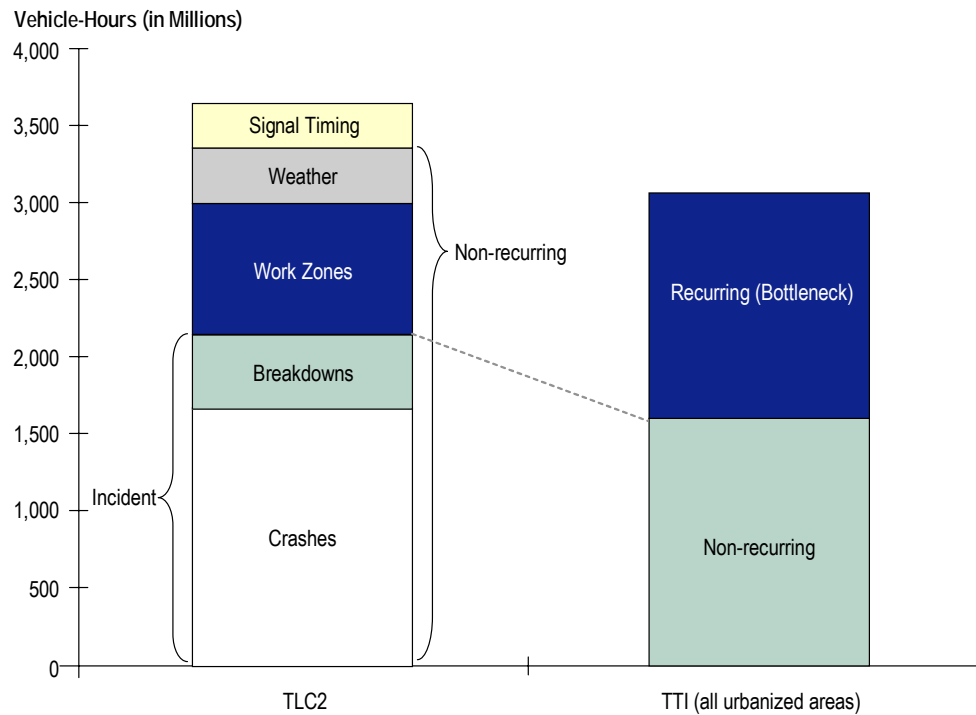 Vehicle-Hours (in Millions)
4,000
3,500
3,000
2,500
2,000
1,500
1,000
500
0
Signal Timing
Weather
Work Zones
Breakdowns
Crashes
Incident
Non-recurring
Recurring (Bottleneck)
Non-recurring
TLC2
TTI (all urbanized areas)